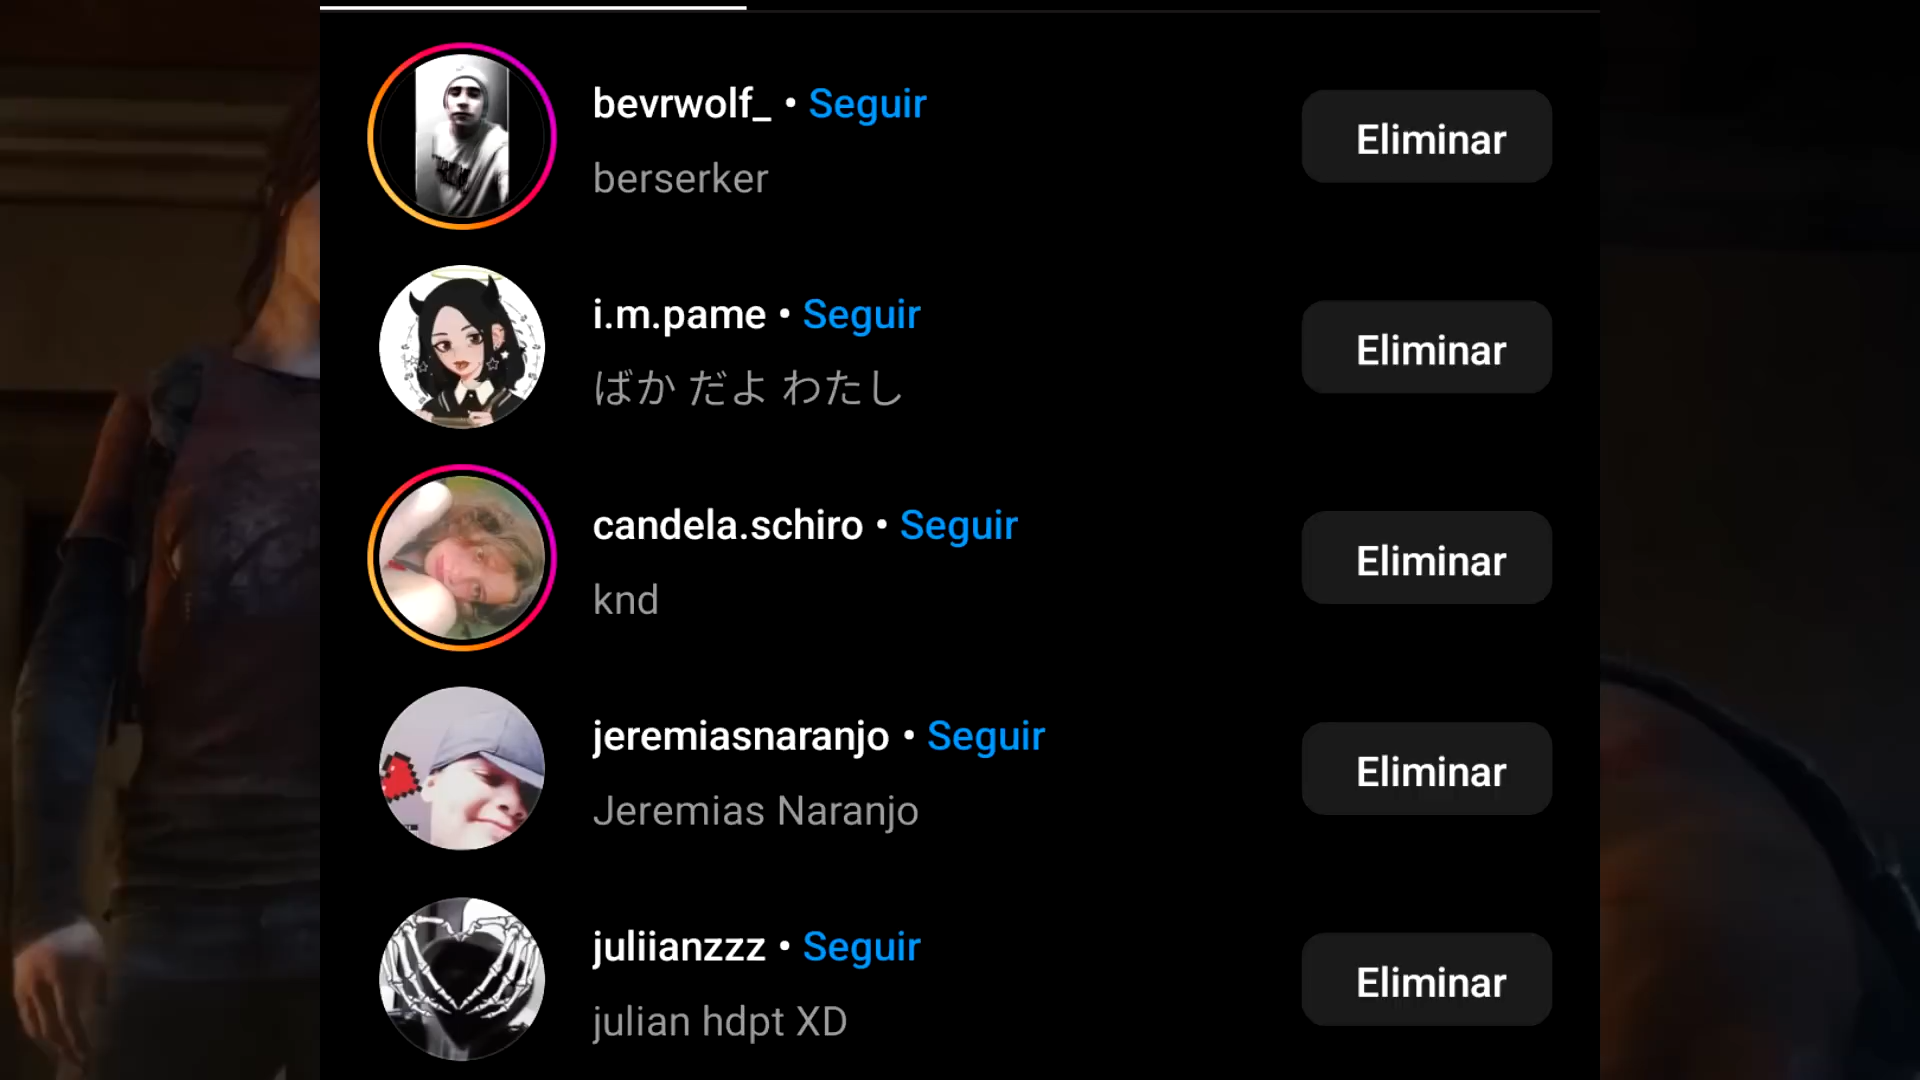 bevrwolf_ • Seguir
berserker
Eliminar
i.m.pame • Seguir
ばか だよ わたし
Eliminar
candela.schiro • Seguir
knd
Eliminar
jeremiasnaranjo • Seguir
Jeremias Naranjo
Eliminar
juliianzzz • Seguir
julian hdpt XD
Eliminar